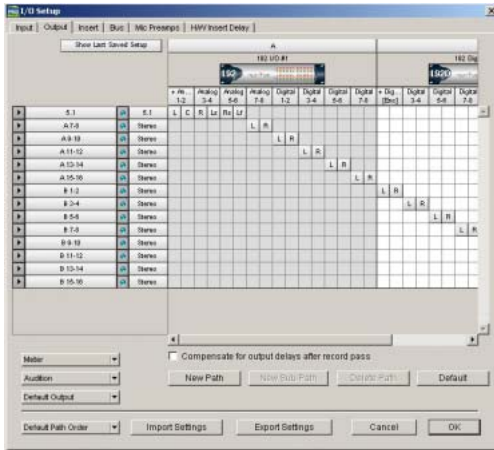 I/O Setup
Input Output Insert Bus Mic Preamps H/W Insert Delay
Show Last Saved Setup A
192 I/O #1 192 Dig
192 192D
Analog Analog Analog Digital Digital Digital Digital Dig... Digital Digital Digital
1-2 3-4 5-6 7-8 1-2 3-4 5-6 7-8 [Enc] 3-4 5-6 7-8
5.1 5.1 L C R Ls Rs Lf
A 7-8 Stereo L R
A 9-10 Stereo L R
A 11-12 Stereo L R
A 13-14 Stereo L R
A 15-16 Stereo L R
B 1-2 Stereo L R
B 3-4 Stereo L R
B 5-6 Stereo L R
B 7-8 Stereo L R
B 9-10 Stereo
B 11-12 Stereo
B 13-14 Stereo
B 15-16 Stereo
Meter Compensate for output delays after record pass
Audition New Path New Sub Path Delete Path Default
Default Output
Default Path Order Import Settings Export Settings Cancel OK